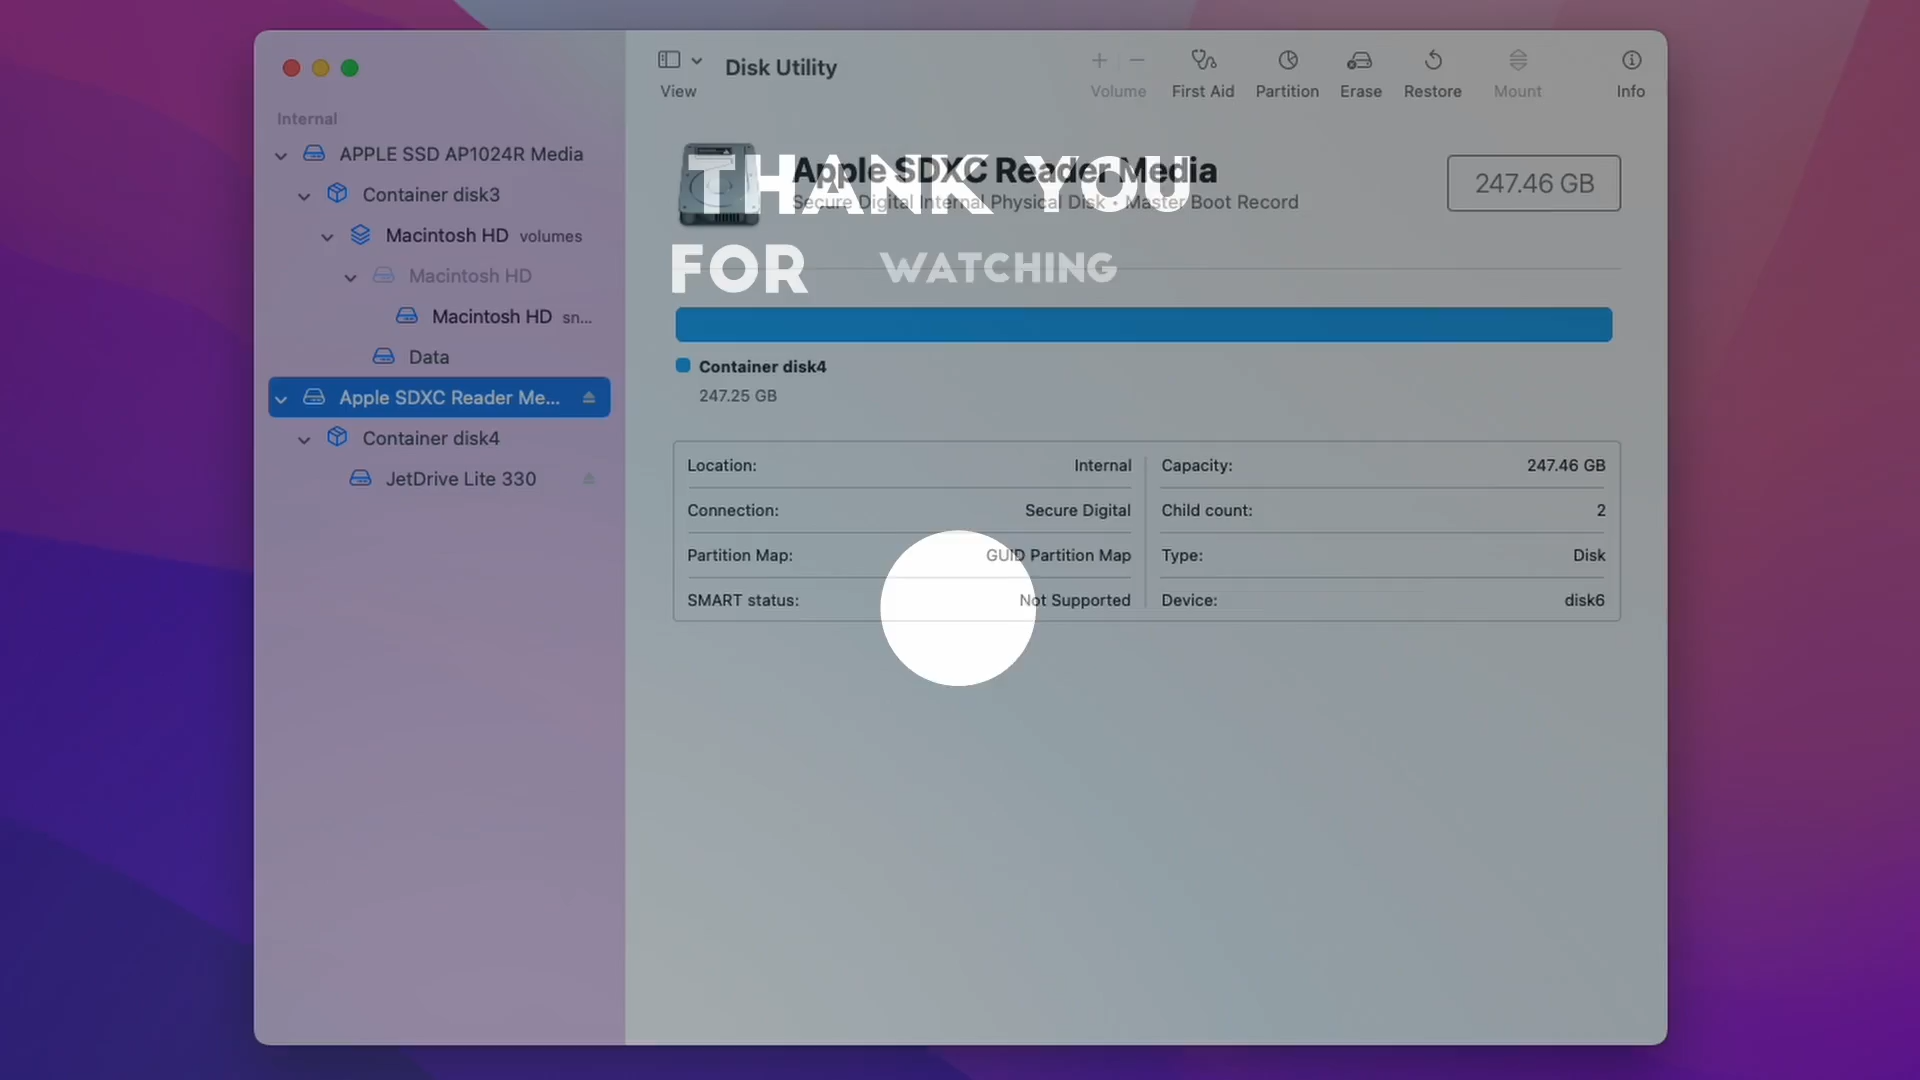 Disk Utility
View
Volume
First Aid
Partition
Erase
Restore
Mount
Info
Internal
APPLE SSD AP1024R Media
Container disk3
Macintosh HD volumes
Macintosh HD
Macintosh HD sn...
Data
Apple SDXC Reader Me...
Container disk4
JetDrive Lite 330
Apple SDXC Reader Media
Secure Digital Internal Physical Disk • Master Boot Record
247.46 GB
THANK YOU
FOR WATCHING
Container disk4
247.25 GB
Location: Internal
Capacity: 247.46 GB
Connection: Secure Digital
Child count: 2
Partition Map: GUID Partition Map
Type: Disk
SMART status: Not Supported
Device: disk6